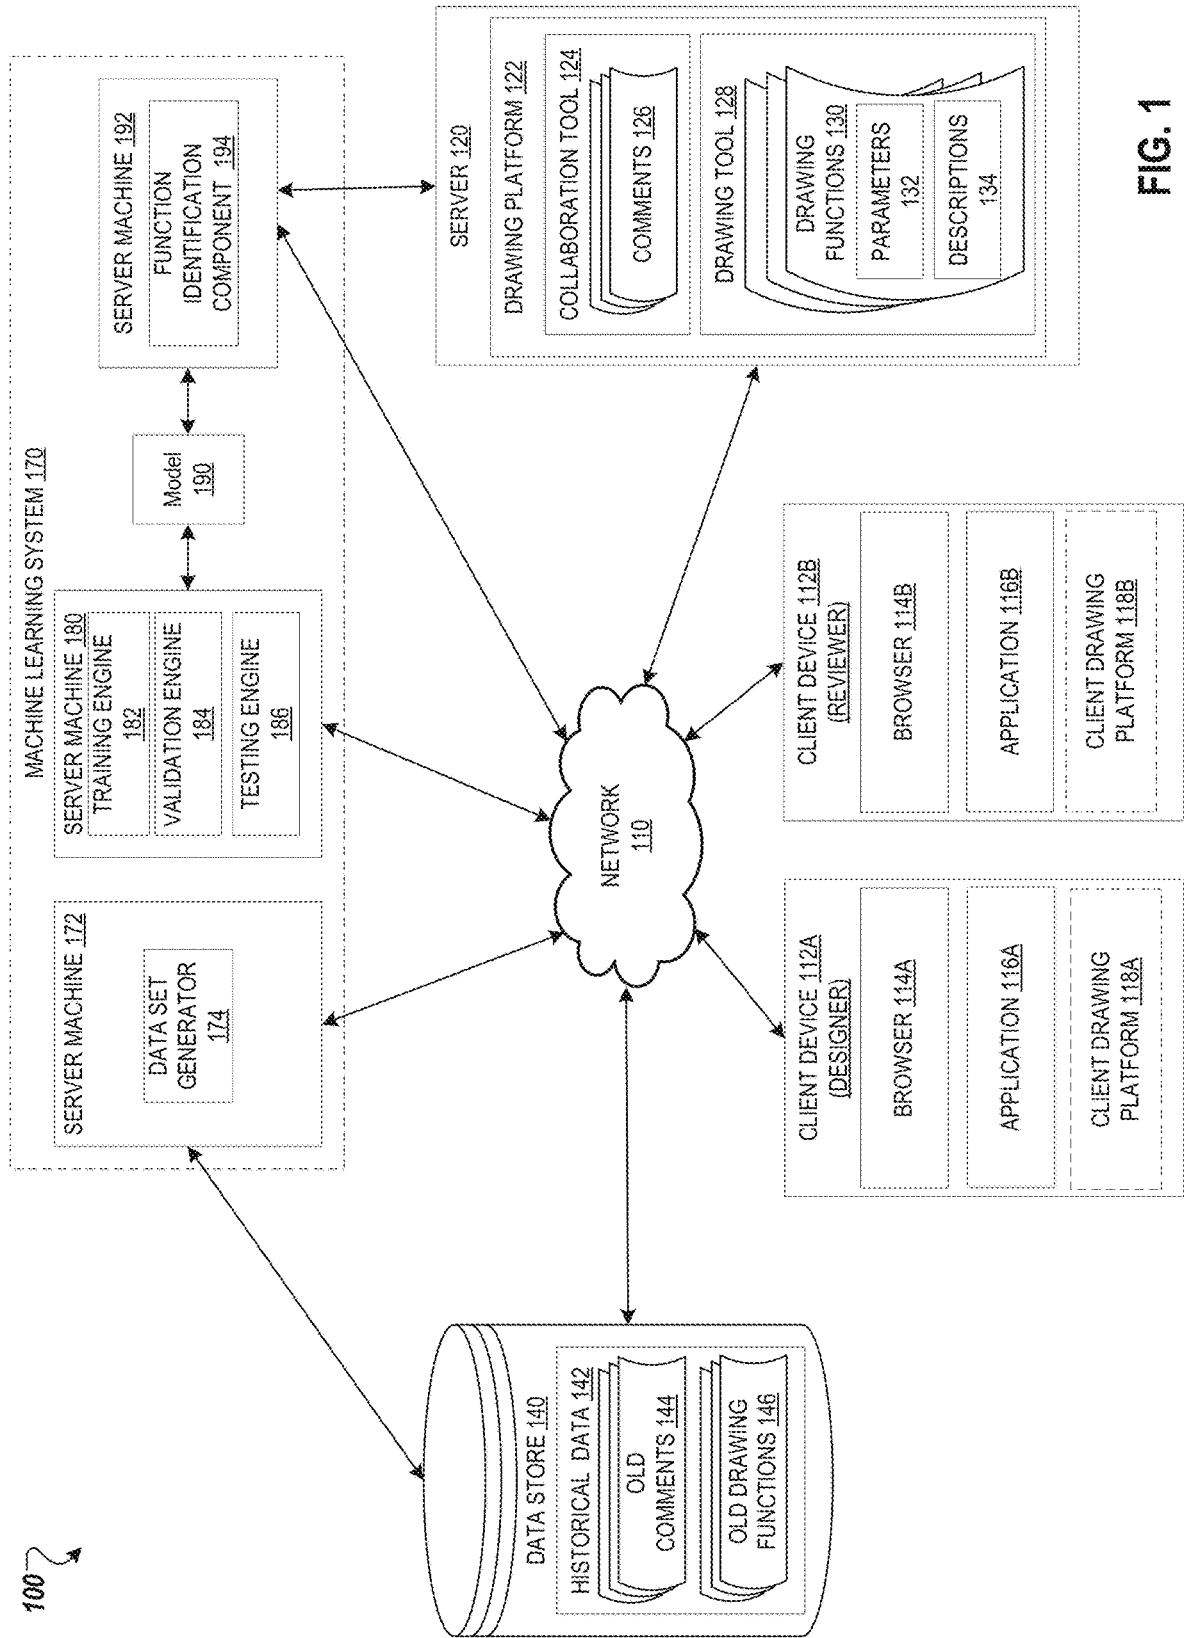 100
MACHINE LEARNING SYSTEM 170
SERVER MACHINE 172
DATA SET
GENERATOR
174
SERVER MACHINE 180
TRAINING ENGINE
182
VALIDATION ENGINE
184
TESTING ENGINE
186
Model
190
SERVER MACHINE 192
FUNCTION
IDENTIFICATION
COMPONENT 194
DATA STORE 140
HISTORICAL DATA 142
OLD
COMMENTS 144
OLD DRAWING
FUNCTIONS 146
NETWORK
110
SERVER 120
DRAWING PLATFORM 122
COLLABORATION TOOL 124
COMMENTS 126
DRAWING TOOL 128
DRAWING
FUNCTIONS 130
PARAMETERS
132
DESCRIPTIONS
134
CLIENT DEVICE 112A
(DESIGNER)
BROWSER 114A
APPLICATION 116A
CLIENT DRAWING
PLATFORM 118A
CLIENT DEVICE 112B
(REVIEWER)
BROWSER 114B
APPLICATION 116B
CLIENT DRAWING
PLATFORM 118B
FIG. 1